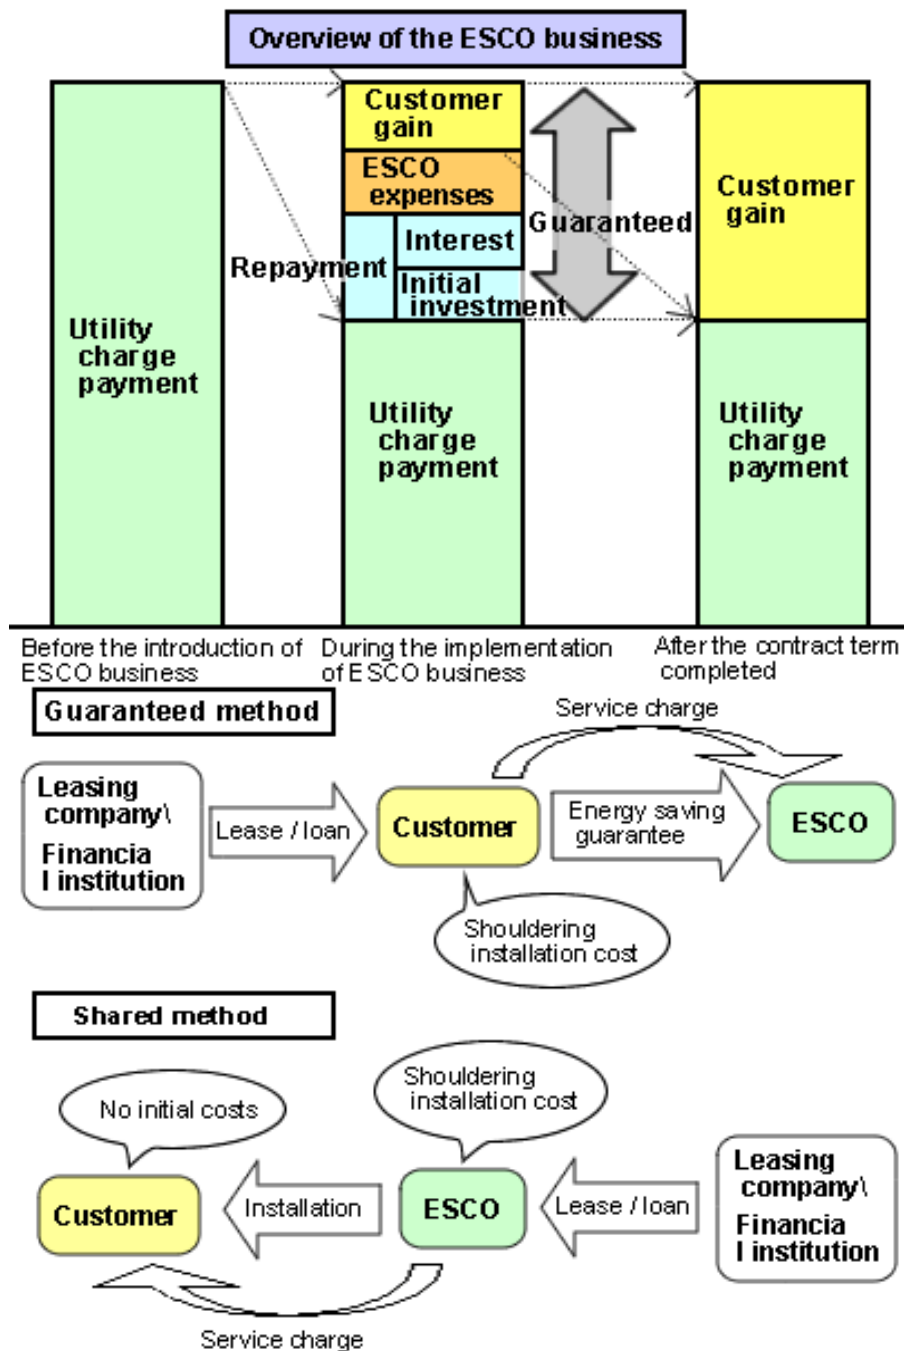 Overview of the ESCO business
Utility
charge
payment
Customer
gain
ESCO
expenses
Repayment
Interest
Initial
investment
Utility
charge
payment
Guaranteed
Customer
gain
Utility
charge
payment
Before the introduction of
ESCO business
During the implementation
of ESCO business
After the contract term
completed
Guaranteed method
Service charge
Leasing
company\
Financia
l institution
Lease / loan
Customer
Energy saving
guarantee
ESCO
Shouldering
installation cost
Shared method
No initial costs
Shouldering
installation cost
Customer
Installation
ESCO
Lease / loan
Leasing
company\
Financia
l institution
Service charge